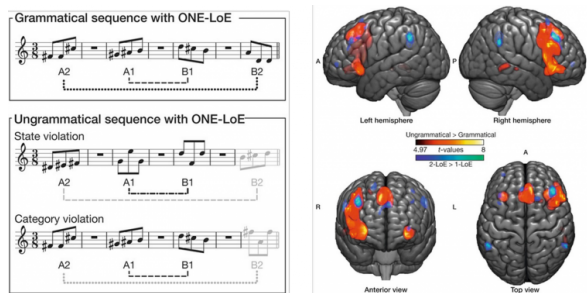 Grammatical sequence with ONE-LoE
A2 A1 B1 B2
Ungrammatical sequence with ONE-LoE
State violation
A2 A1 B1 B2
Category violation
A2 A1 B1 B2
A P
Left hemisphere Right hemisphere
Ungrammatical > Grammatical
4.97 t-values 8
2-LoE > 1-LoE
A
R L
P
Anterior view Top view